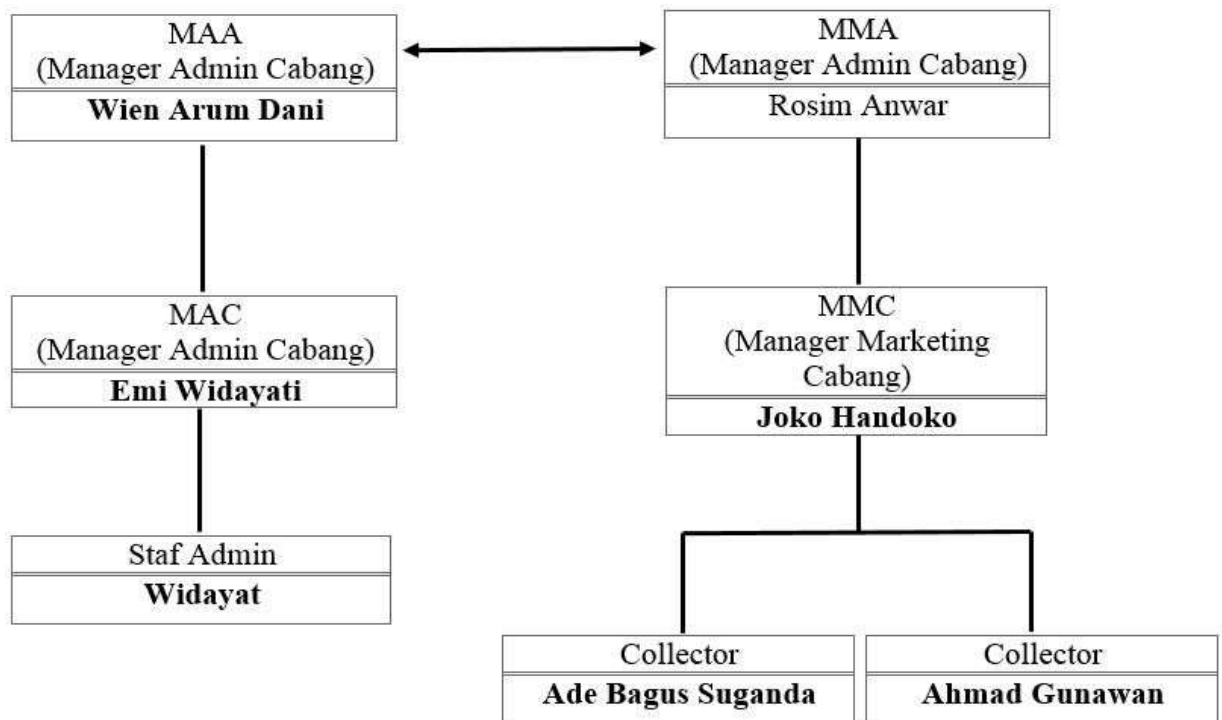 MAA
(Manager Admin Cabang)
Wien Arum Dani
MMA
(Manager Admin Cabang)
Rosim Anwar
MAC
(Manager Admin Cabang)
Emi Widayati
MMC
(Manager Marketing
Cabang)
Joko Handoko
Staf Admin
Widayat
Collector
Ade Bagus Suganda
Collector
Ahmad Gunawan